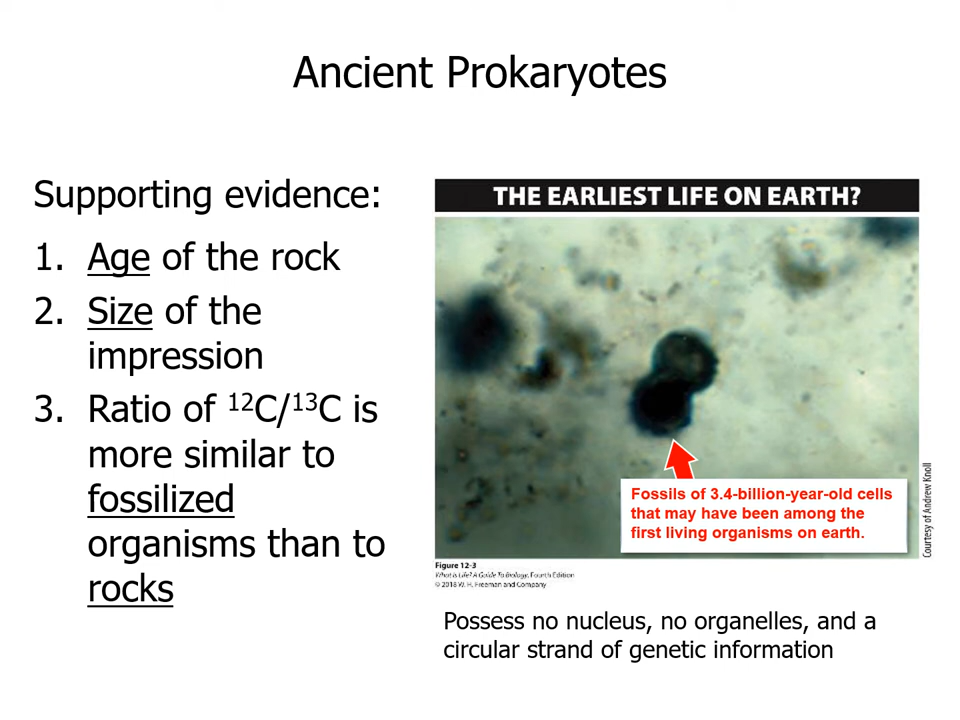 Ancient Prokaryotes
Supporting evidence:
1. Age of the rock
2. Size of the
impression
3. Ratio of ¹²C/¹³C is
more similar to
fossilized
organisms than to
rocks
THE EARLIEST LIFE ON EARTH?
Fossils of 3.4-billion-year-old cells
that may have been among the
first living organisms on earth.
Courtesy of Andrew Knoll
Figure 12-3
What Is Life? A Guide To Biology, Fourth Edition
© 2018 W. H. Freeman and Company
Possess no nucleus, no organelles, and a
circular strand of genetic information